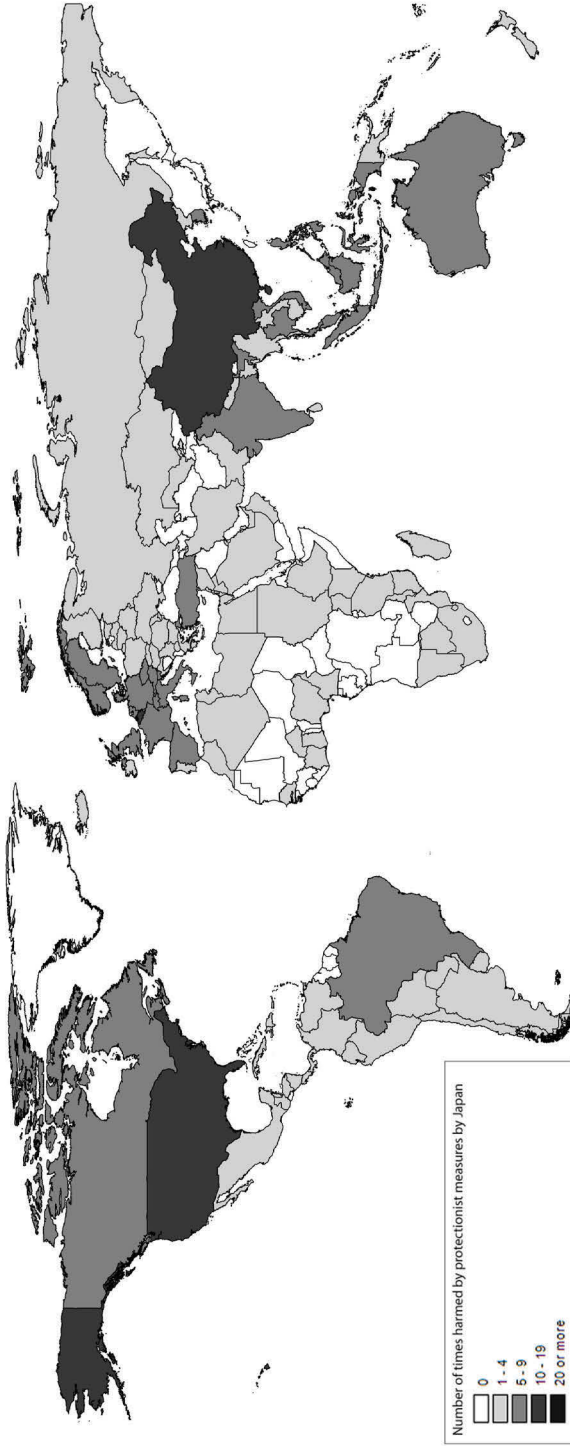 Number of times harmed by protectionist measures by Japan
0
1 - 4
5 - 9
10 - 19
20 or more